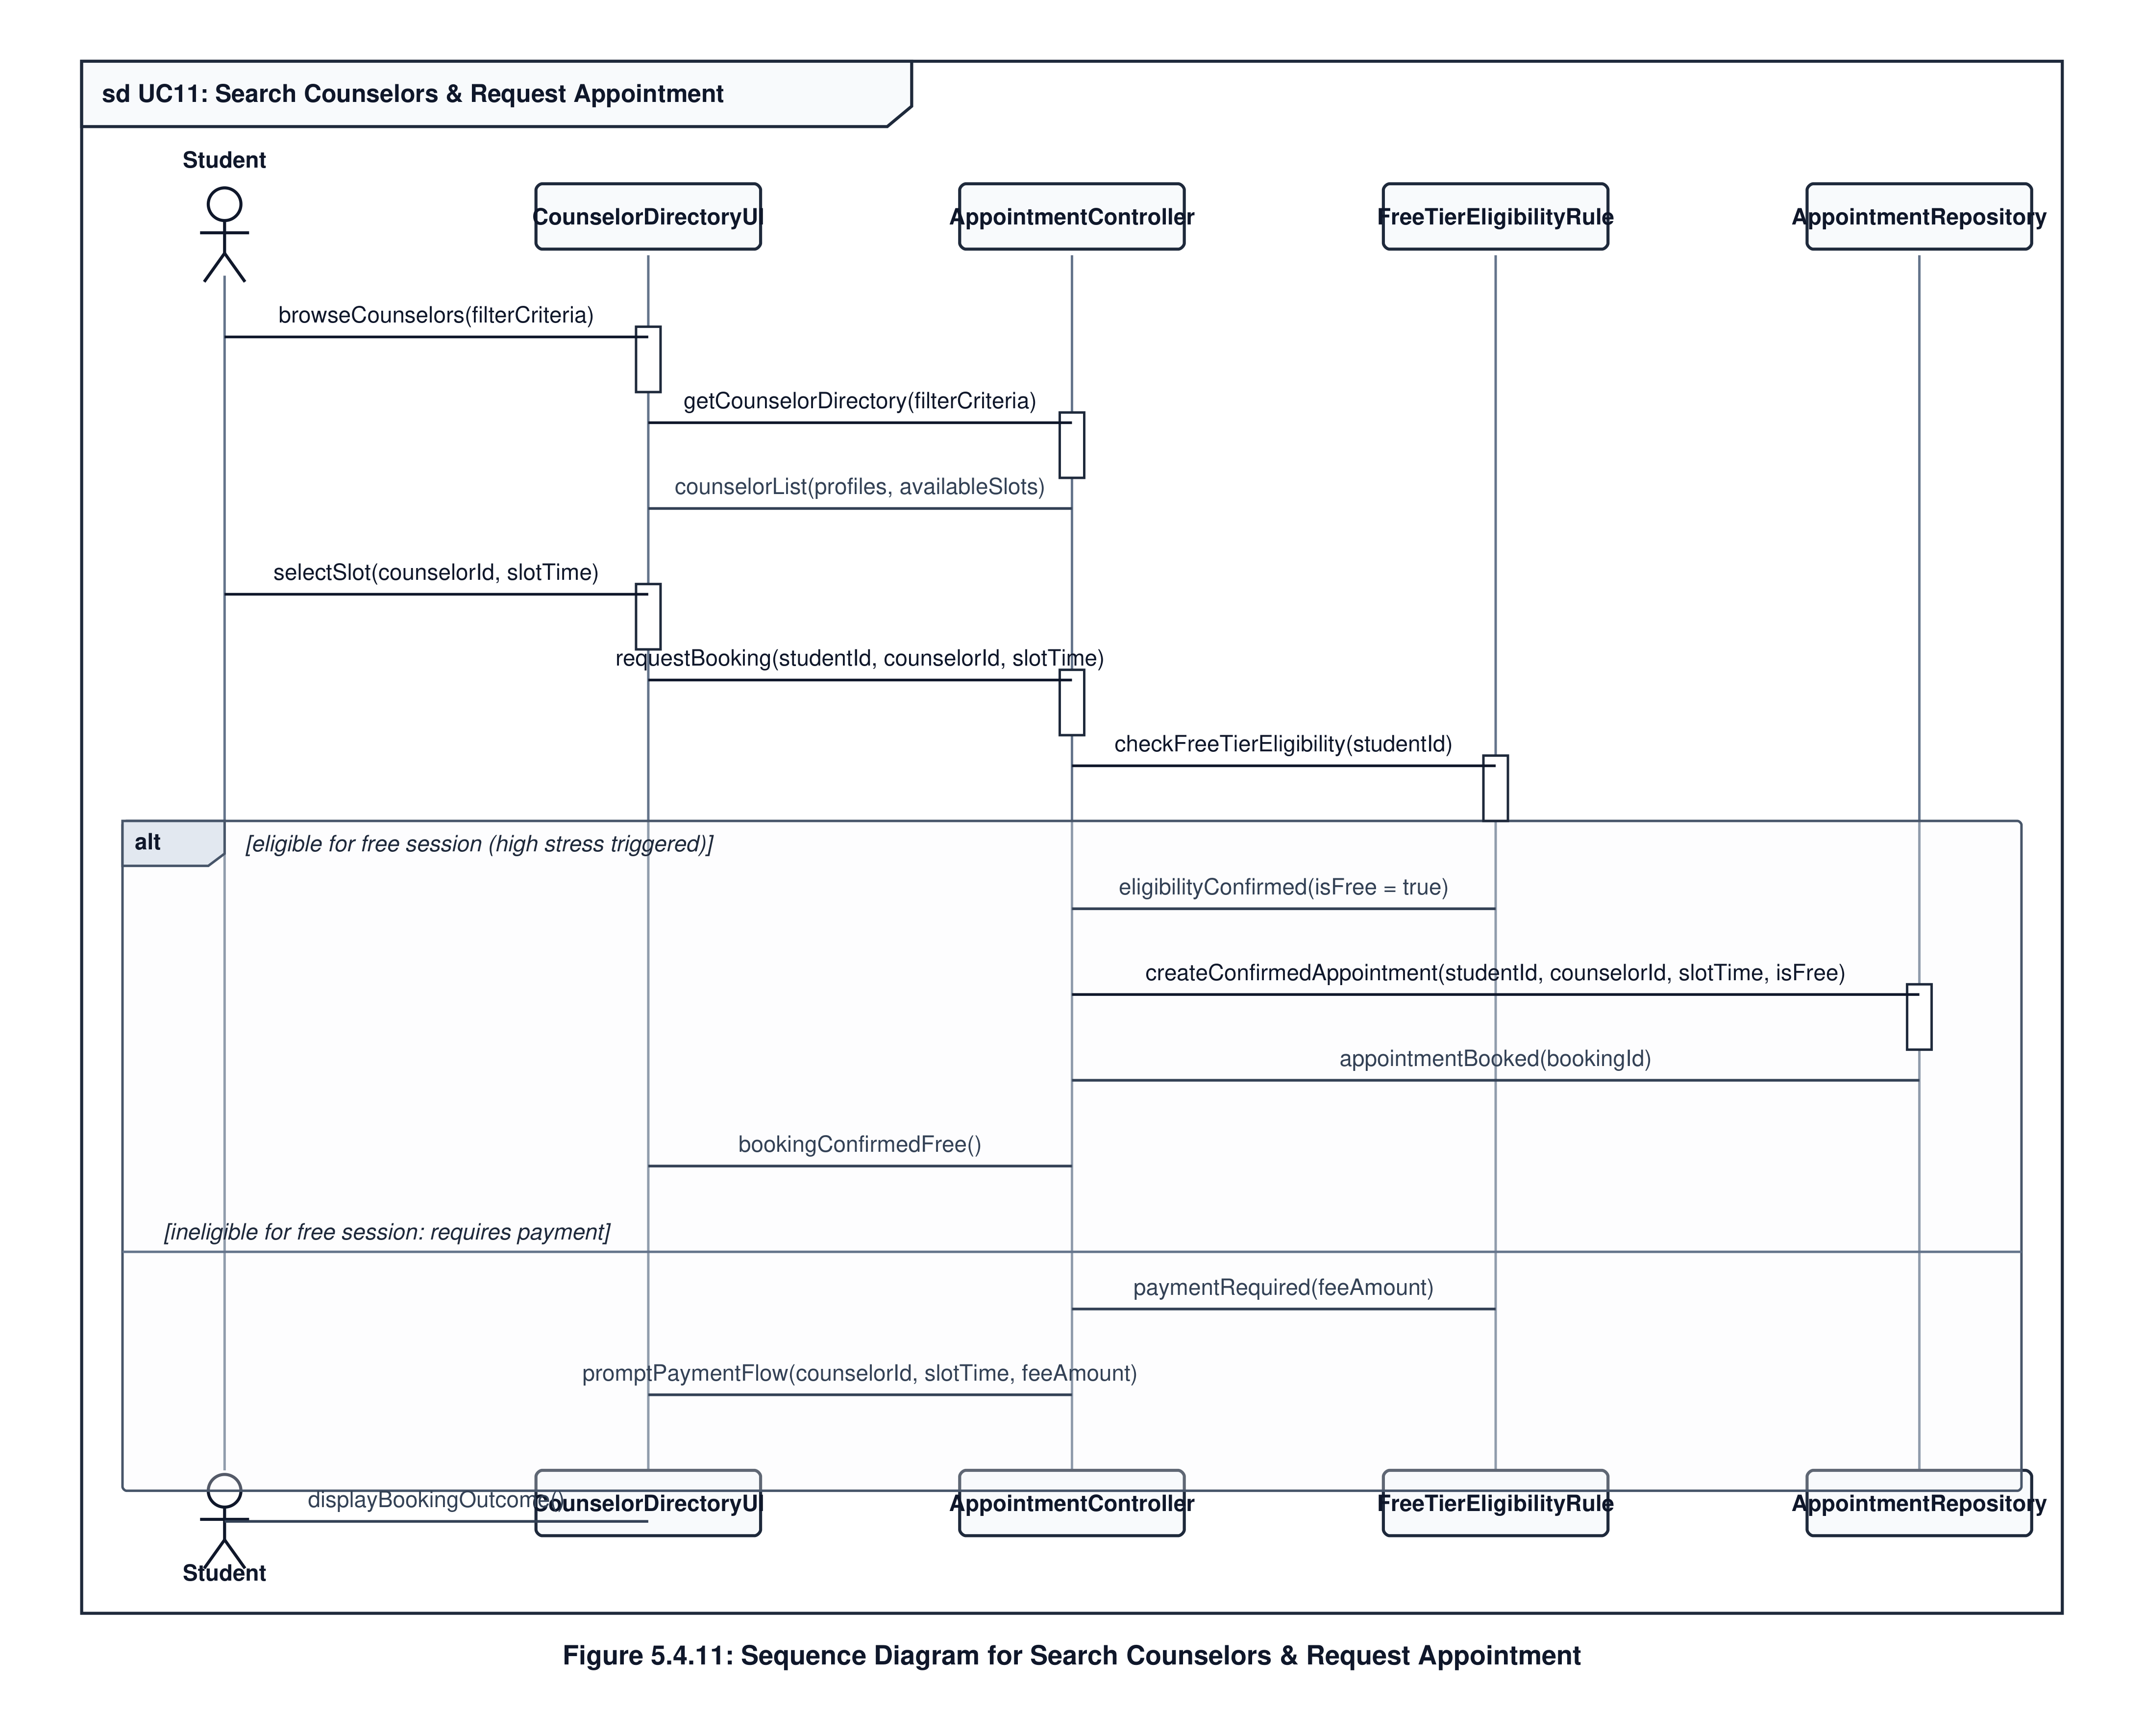 sd UC11: Search Counselors & Request Appointment
Student
CounselorDirectoryUI
AppointmentController
FreeTierEligibilityRule
AppointmentRepository
browseCounselors(filterCriteria)
getCounselorDirectory(filterCriteria)
counselorList(profiles, availableSlots)
selectSlot(counselorId, slotTime)
requestBooking(studentId, counselorId, slotTime)
checkFreeTierEligibility(studentId)
alt
[eligible for free session (high stress triggered)]
eligibilityConfirmed(isFree = true)
createConfirmedAppointment(studentId, counselorId, slotTime, isFree)
appointmentBooked(bookingId)
bookingConfirmedFree()
[ineligible for free session: requires payment]
paymentRequired(feeAmount)
promptPaymentFlow(counselorId, slotTime, feeAmount)
displayBookingOutcome()
CounselorDirectoryUI
AppointmentController
FreeTierEligibilityRule
AppointmentRepository
Student
Figure 5.4.11: Sequence Diagram for Search Counselors & Request Appointment